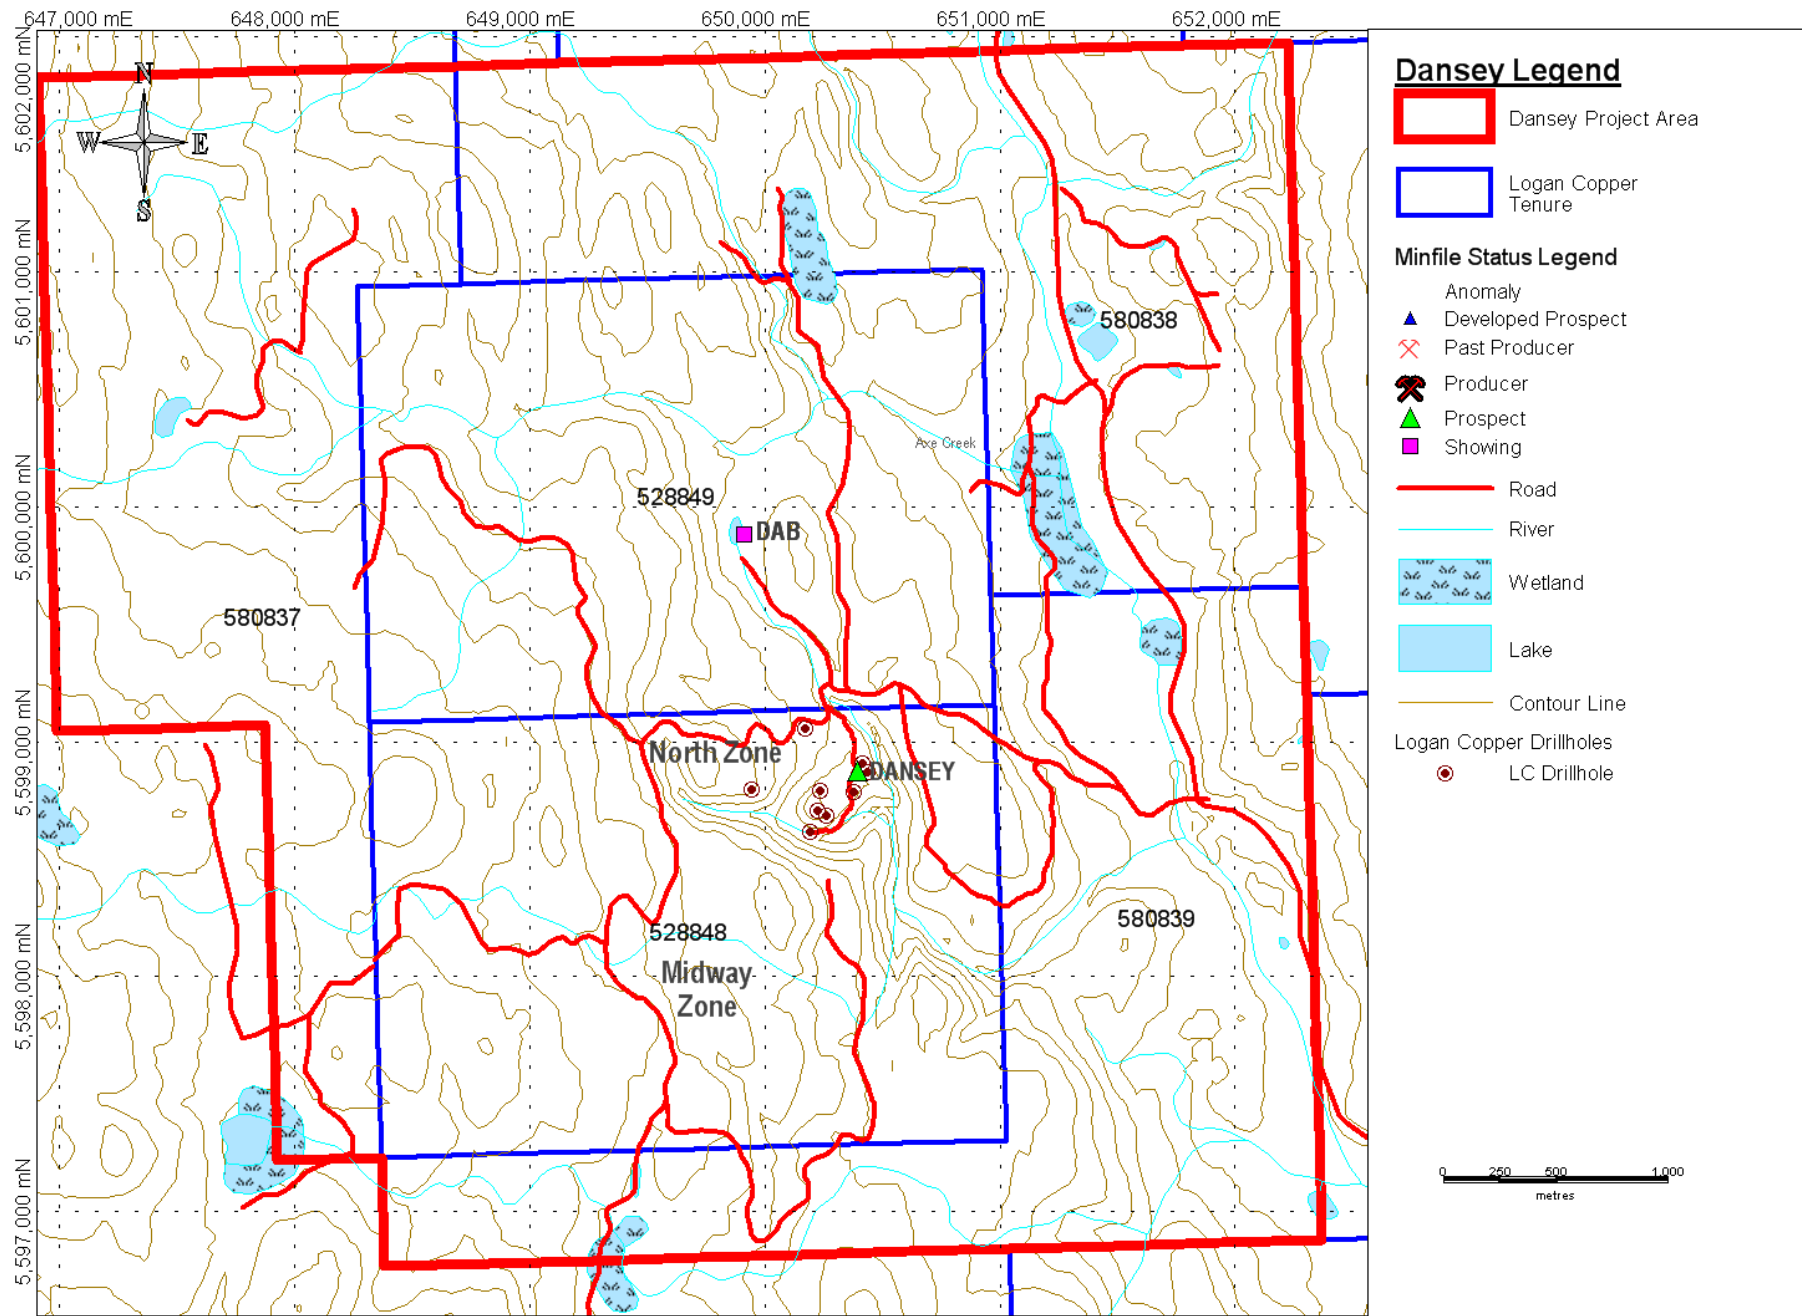 647,000 mE
648,000 mE
649,000 mE
650,000 mE
651,000 mE
652,000 mE
5,602,000 mN
5,601,000 mN
5,600,000 mN
5,599,000 mN
5,598,000 mN
5,597,000 mN
N
W
E
S
580838
Axe Creek
528849
DAB
580837
North Zone
DANSEY
580839
528848
Midway
Zone
Dansey Legend
Dansey Project Area
Logan Copper
Tenure
Minfile Status Legend
Anomaly
Developed Prospect
Past Producer
Producer
Prospect
Showing
Road
River
Wetland
Lake
Contour Line
Logan Copper Drillholes
LC Drillhole
0 250 500 1,000
metres